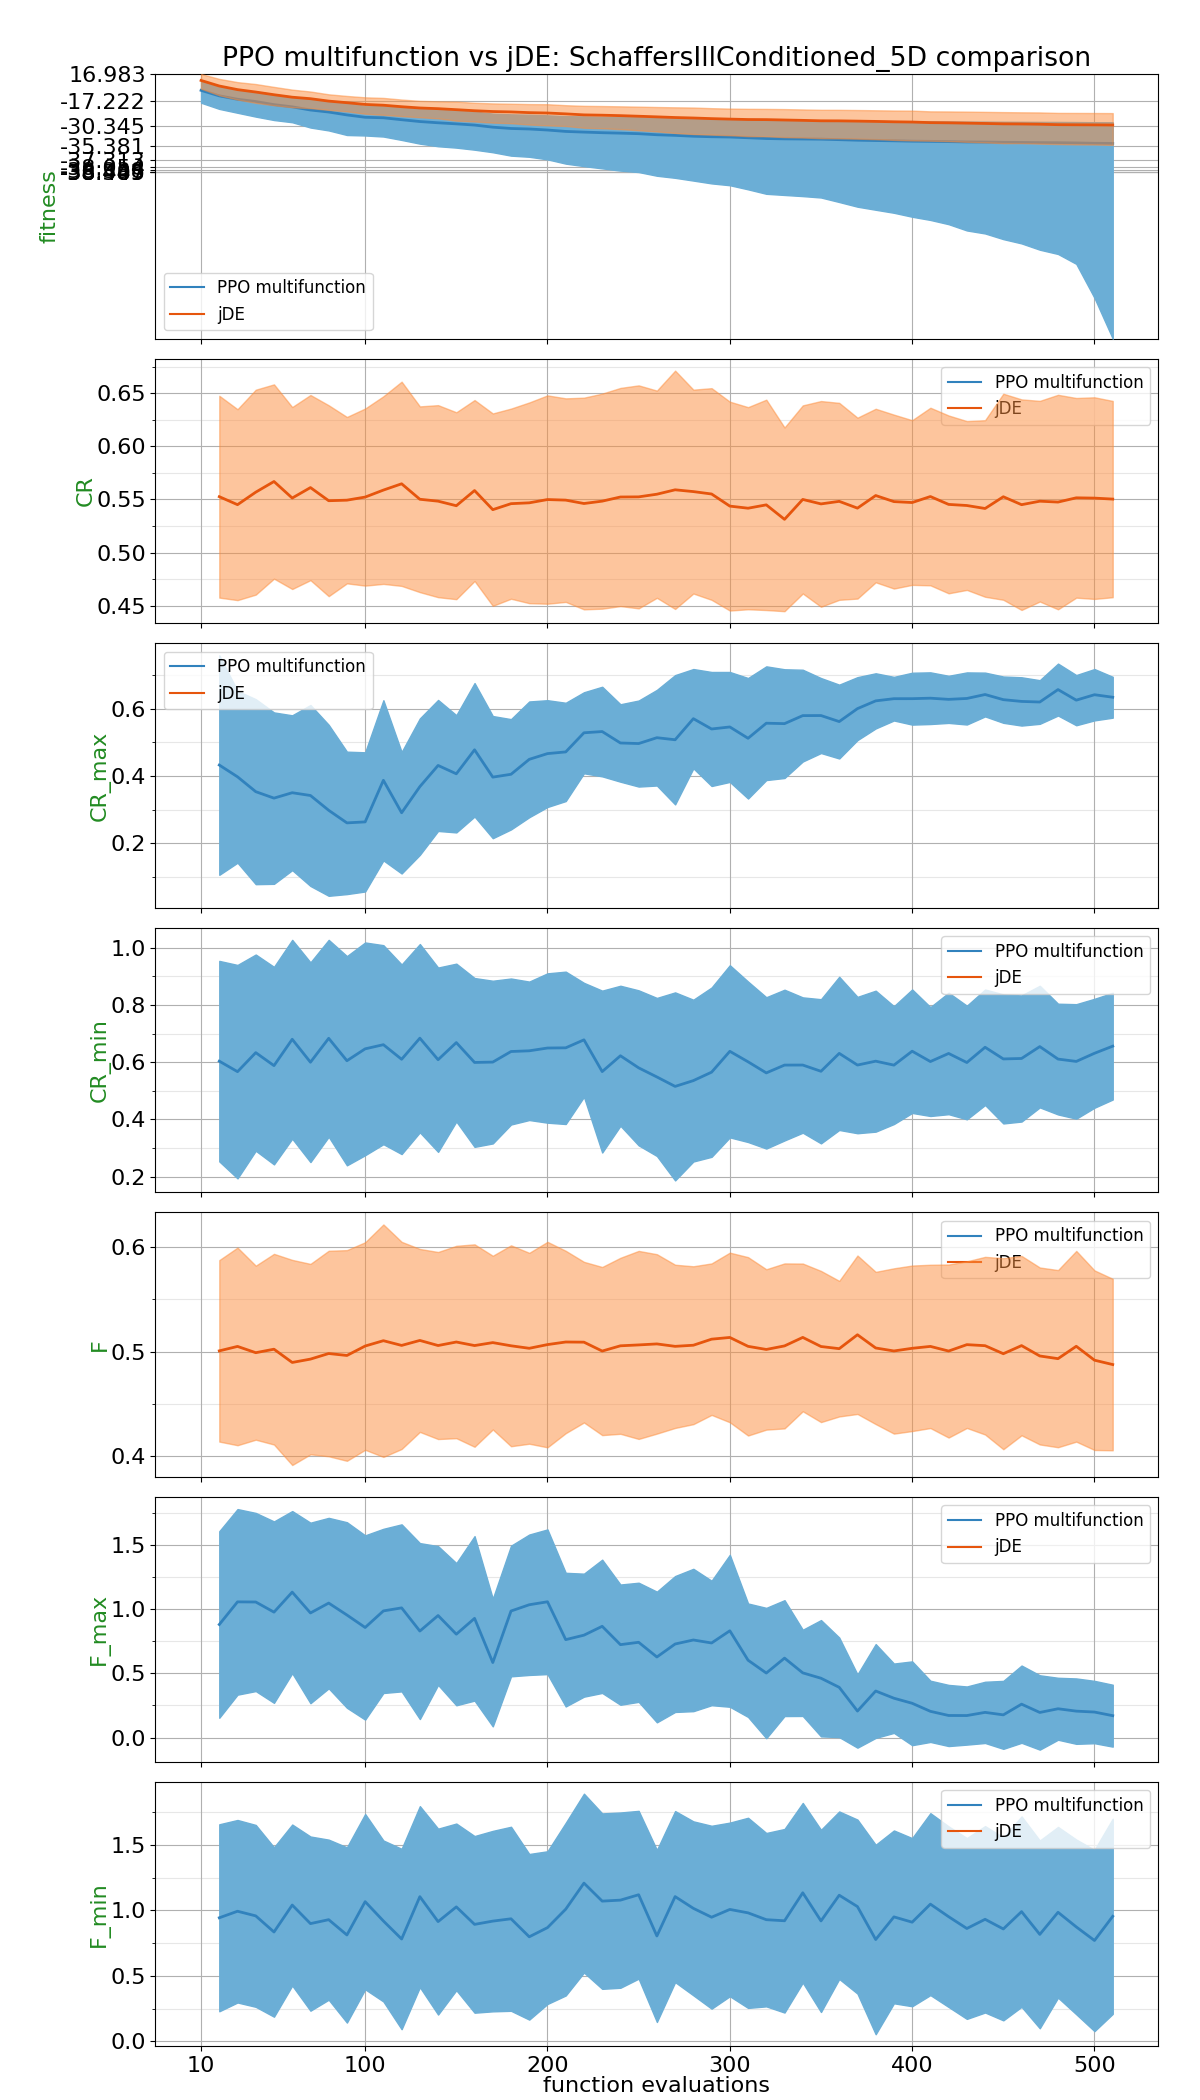 PPO multifunction vs jDE: SchaffersIllConditioned_5D comparison
16.983
-17.222
-30.345
-35.381
-37.313
fitness
PPO multifunction
jDE
0.65
0.60
0.55
0.50
0.45
CR
PPO multifunction
jDE
0.6
0.4
0.2
CR_max
PPO multifunction
jDE
1.0
0.8
0.6
0.4
0.2
CR_min
PPO multifunction
jDE
0.6
0.5
0.4
F
PPO multifunction
jDE
1.5
1.0
0.5
0.0
F_max
PPO multifunction
jDE
1.5
1.0
0.5
0.0
F_min
PPO multifunction
jDE
10 100 200 300 400 500
function evaluations